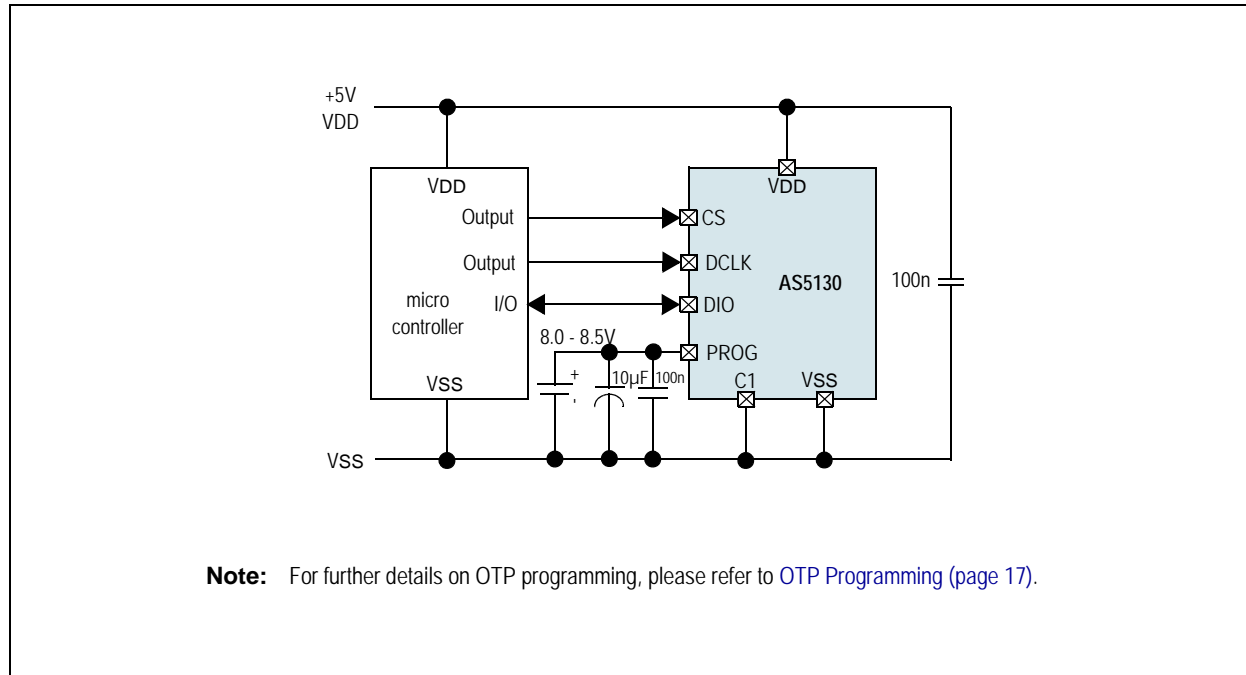 +5V
VDD
VDD
VDD
Output
CS
Output
DCLK
AS5130
100n
micro
controller
I/O
DIO
8.0 - 8.5V
PROG
+
-
10µF
100n
C1
VSS
VSS
VSS
Note: For further details on OTP programming, please refer to OTP Programming (page 17).